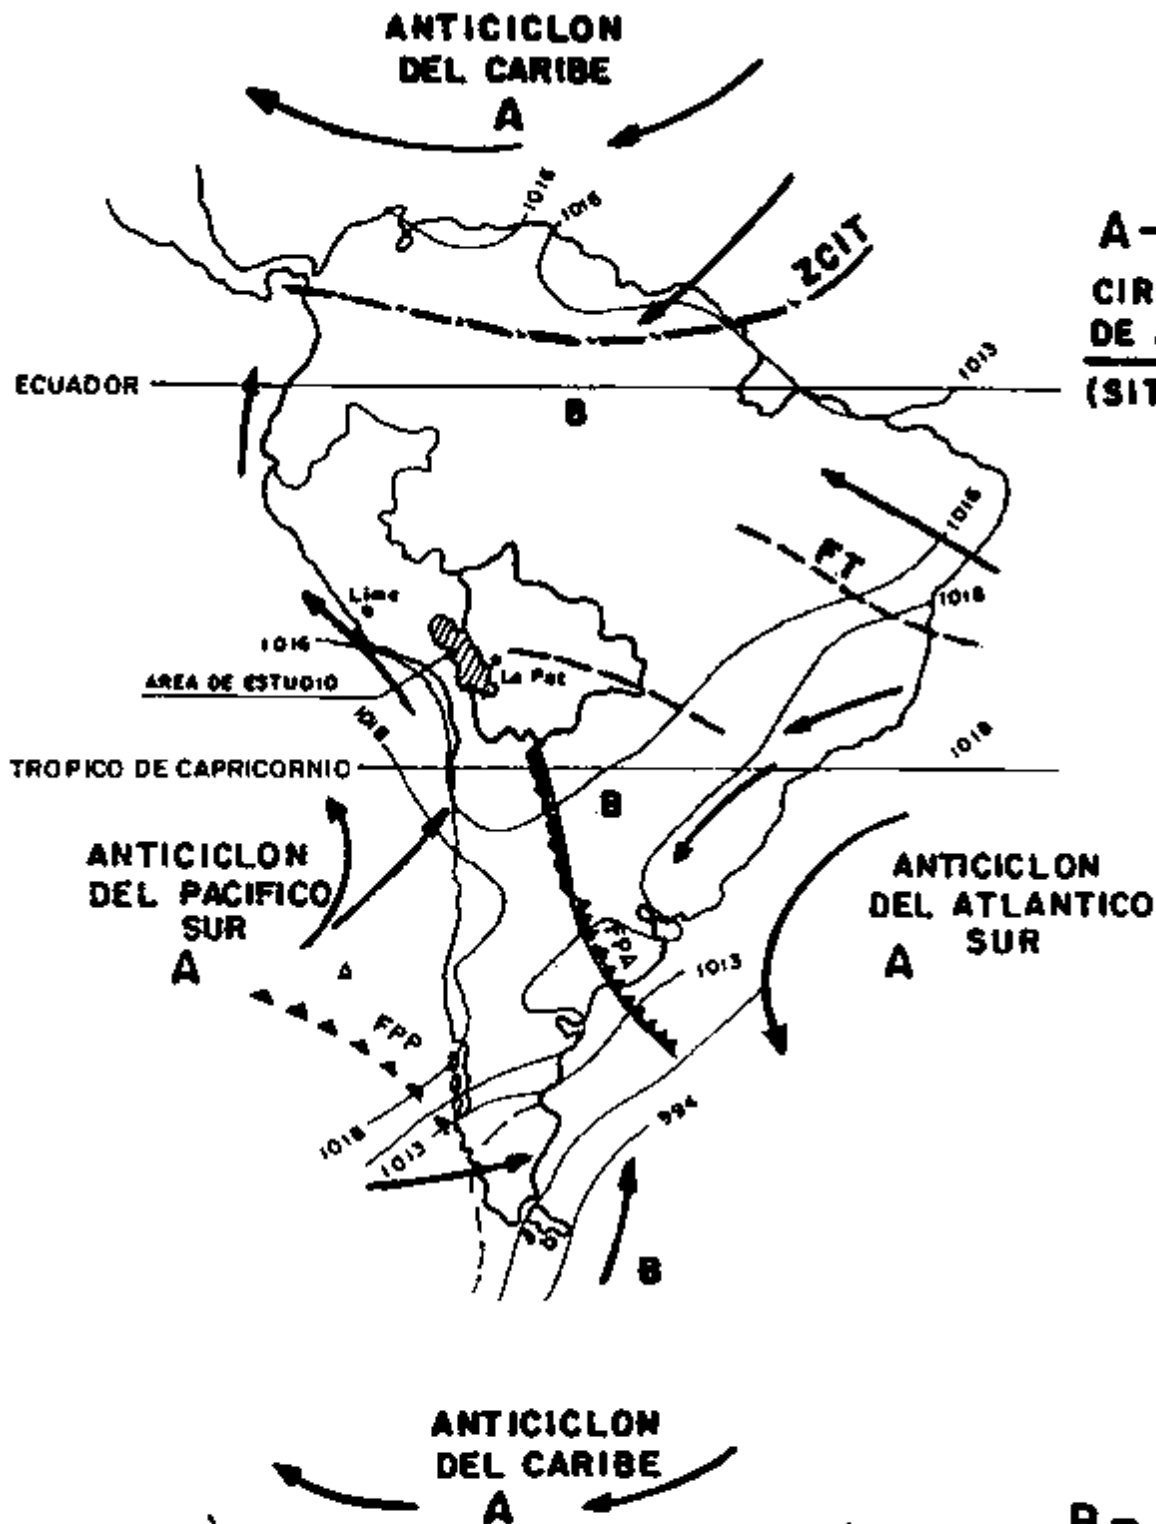 ANTICICLON
DEL CARIBE
A
1016
1016
ZCIT
A-
CIR
DE
(SIT
ECUADOR
1013
B
1016
FT
1018
Lima
1016
La Paz
AREA DE ESTUDIO
1018
1018
TROPICO DE CAPRICORNIO
B
ANTICICLON
DEL PACIFICO
SUR
A
ANTICICLON
DEL ATLANTICO
SUR
A
FPA
1013
FPP
1018
1013
994
B
ANTICICLON
DEL CARIBE
A
B-